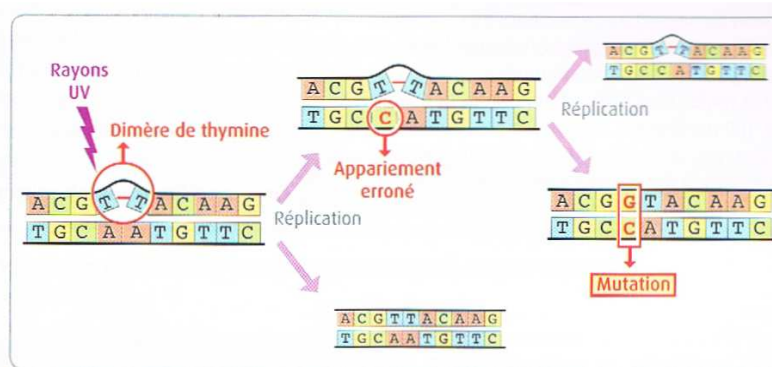 Rayons
UV
Dimère de thymine
ACGTTACAAG
TGCAATGTTC
Réplication
ACGTTACAAG
TGCCATGTTC
Appariement
erroné
ACGTTACAAG
TGCAATGTTC
Réplication
ACGTTACAAG
TGCCATGTTC
ACGGTACAAG
TGCCATGTTC
Mutation